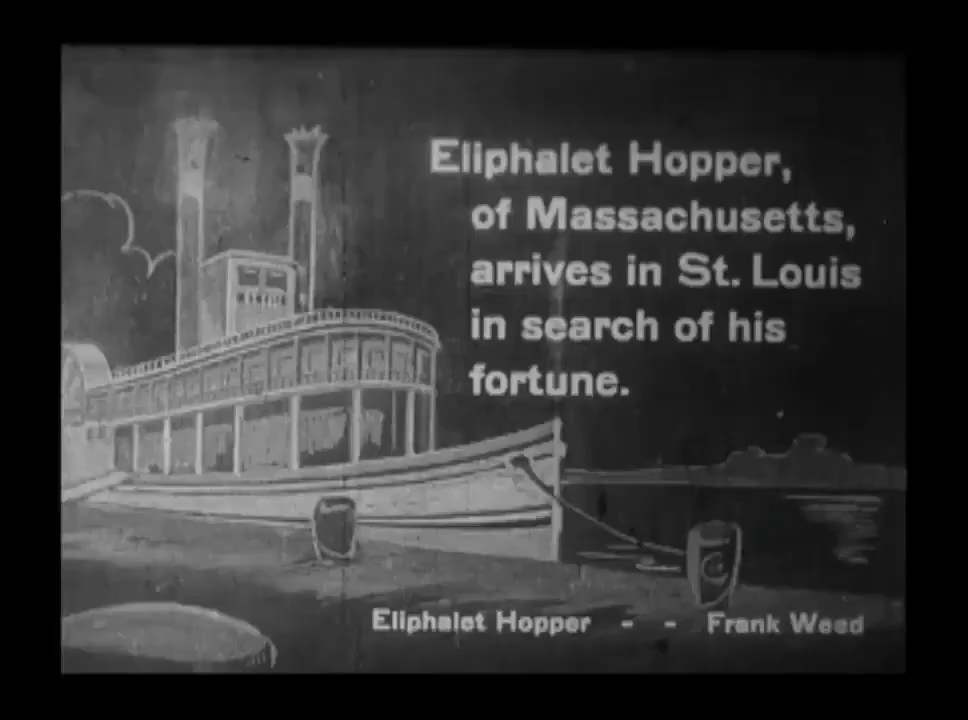 Eliphalet Hopper,
of Massachusetts,
arrives in St. Louis
in search of his
fortune.
Eliphalet Hopper - - Frank Weed